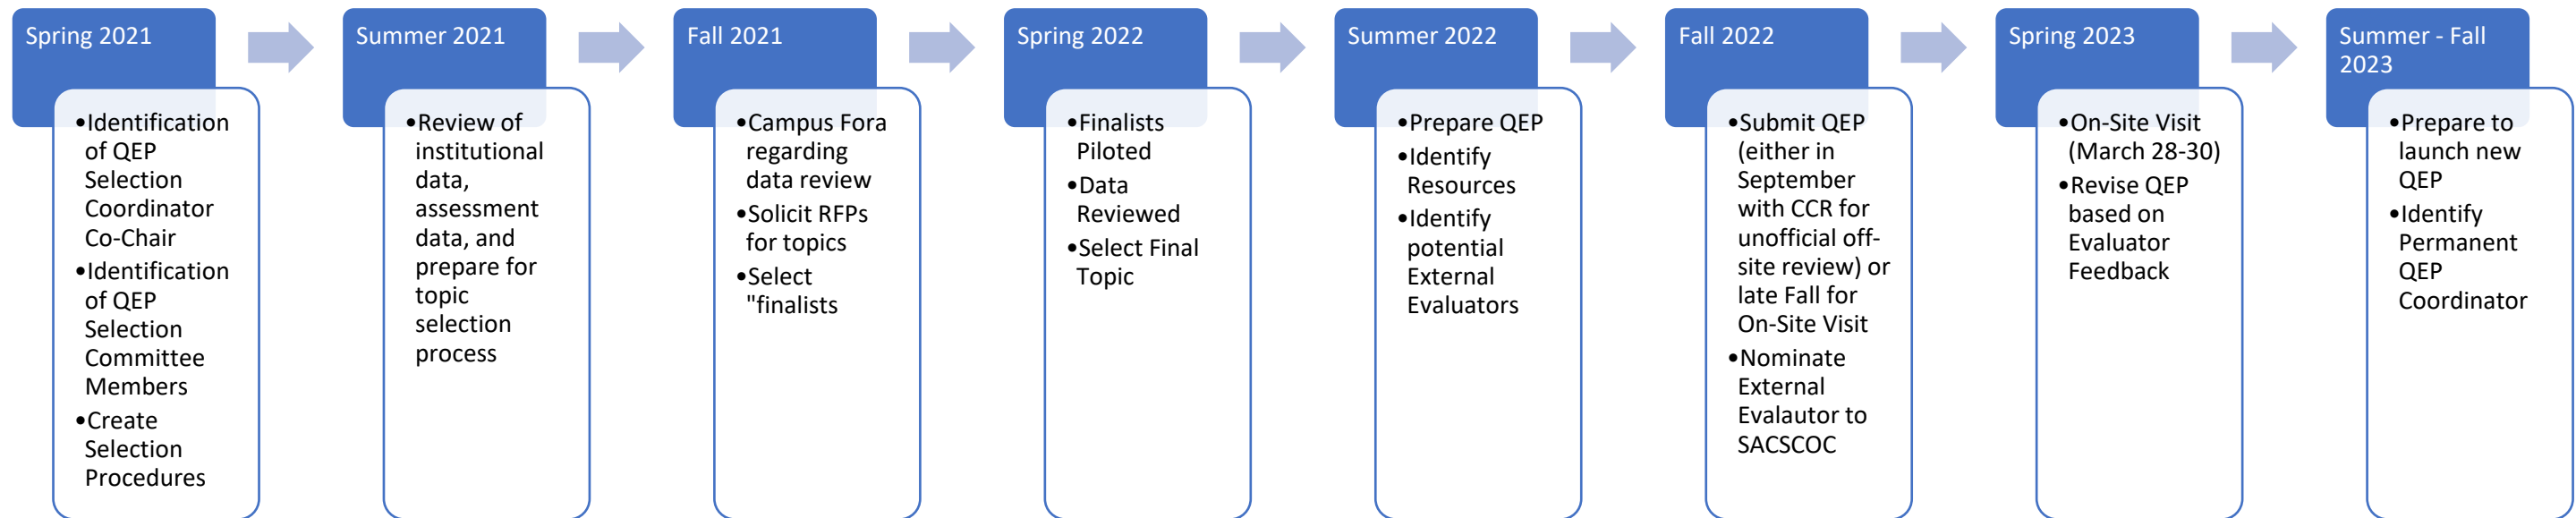 Spring 2021
•Identification
of QEP
Selection
Coordinator
Co-Chair
•Identification
of QEP
Selection
Committee
Members
•Create
Selection
Procedures
Summer 2021
•Review of
institutional
data,
assessment
data, and
prepare for
topic
selection
process
Fall 2021
•Campus Fora
regarding
data review
•Solicit RFPs
for topics
•Select
"finalists
Spring 2022
•Finalists
Piloted
•Data
Reviewed
•Select Final
Topic
Summer 2022
•Prepare QEP
•Identify
Resources
•Identify
potential
External
Evaluators
Fall 2022
•Submit QEP
(either in
September
with CCR for
unofficial off-
site review) or
late Fall for
On-Site Visit
•Nominate
External
Evalautor to
SACSCOC
Spring 2023
•On-Site Visit
(March 28-30)
•Revise QEP
based on
Evaluator
Feedback
Summer - Fall
2023
•Prepare to
launch new
QEP
•Identify
Permanent
QEP
Coordinator